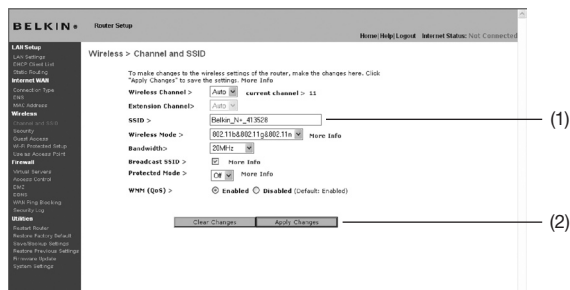 BELKIN® Router Setup
Home|Help|Logout Internet Status: Not Connected
LAN Setup
LAN Settings
DHCP Client List
Static Routing
Internet WAN
Connection Type
DNS
MAC Address
Wireless
Channel and SSID
Security
Guest Access
Wi-Fi Protected Setup
Use as Access Point
Firewall
Virtual Servers
Access Control
DMZ
DDNS
WAN Ping Blocking
Security Log
Utilities
Restart Router
Restore Factory Default
Save/Backup Settings
Restore Previous Settings
Firmware Update
System Settings
Wireless > Channel and SSID
To make changes to the wireless settings of the router, make the changes here. Click
"Apply Changes" to save the settings. More Info
Wireless Channel > Auto current channel > 11
Extension Channel> Auto
SSID > Belkin_N+_413528
(1)
Wireless Mode > 802.11b&802.11g&802.11n More Info
Bandwidth> 20MHz
Broadcast SSID > More Info
Protected Mode > Off More Info
WMM (QoS) > Enabled Disabled (Default: Enabled)
Clear Changes Apply Changes
(2)